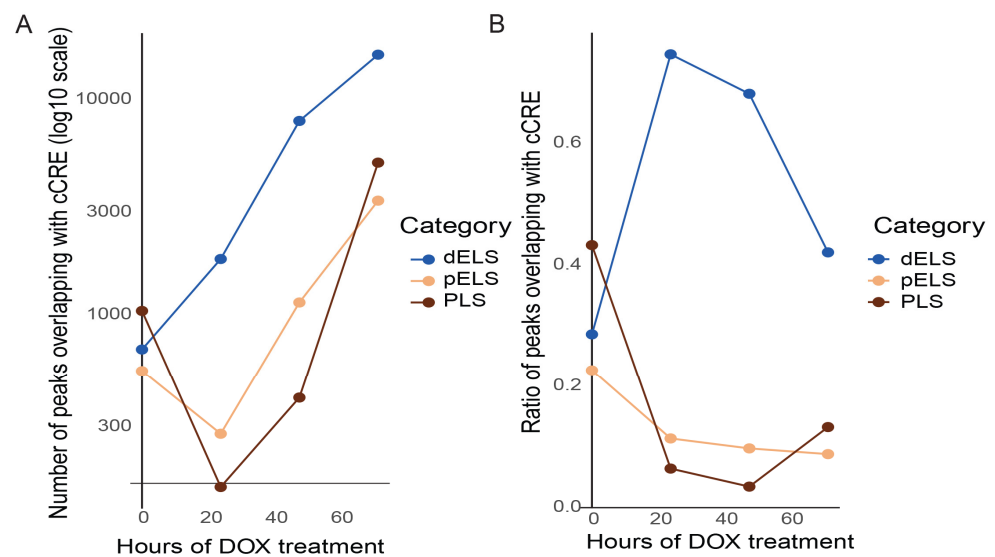 A
Number of peaks overlapping with cCRE (log10 scale)
10000
3000
1000
300
0 20 40 60
Hours of DOX treatment
Category
dELS
pELS
PLS
B
Ratio of peaks overlapping with cCRE
0.6
0.4
0.2
0.0
0 20 40 60
Hours of DOX treatment
Category
dELS
pELS
PLS